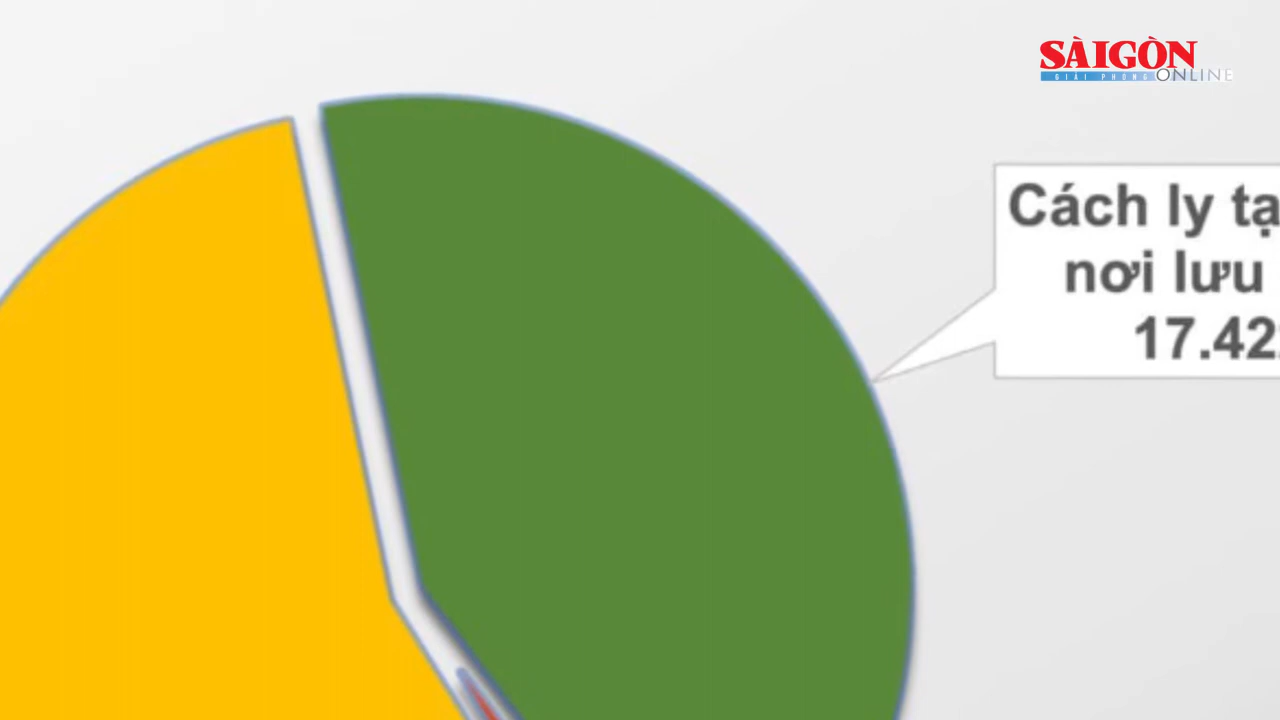 SÀIGÒN
GIẢI PHÓNG ONLINE
Cách ly tạ
nơi lưu
17.42